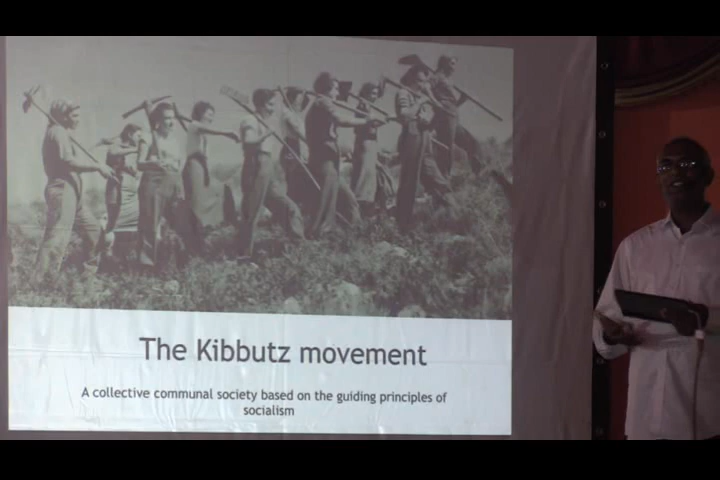 The Kibbutz movement
A collective communal society based on the guiding principles of
socialism